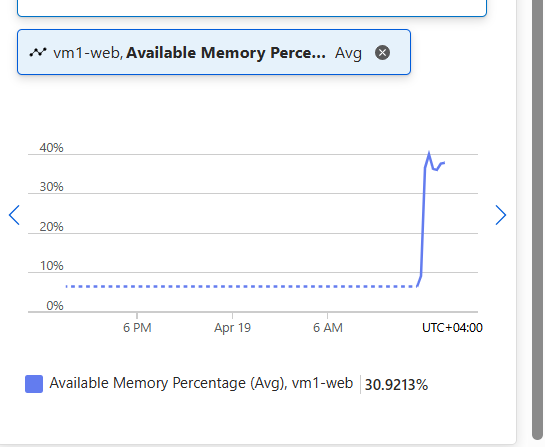 vm1-web, Available Memory Perce... Avg
40%
30%
20%
10%
0%
6 PM Apr 19 6 AM UTC+04:00
Available Memory Percentage (Avg), vm1-web 30.9213%